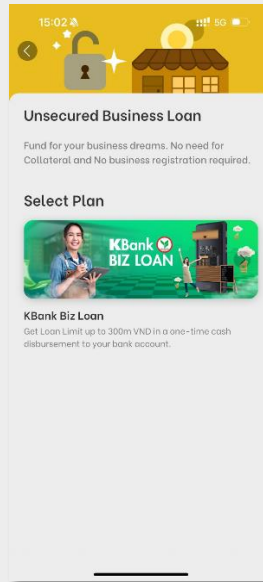 15:02 5G
Unsecured Business Loan
Fund for your business dreams. No need for
Collateral and No business registration required.
Select Plan
KBank
BIZ LOAN
KBank Biz Loan
Get Loan Limit up to 300m VND in a one-time cash
disbursement to your bank account.